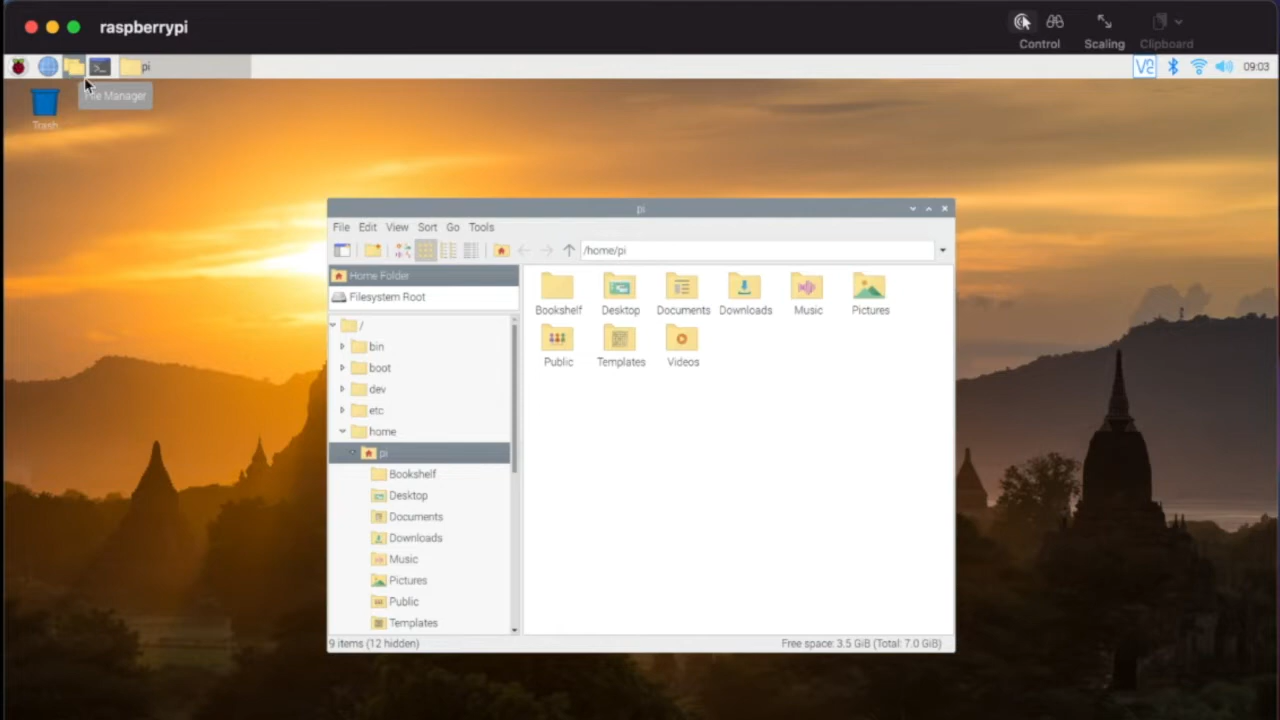 raspberrypi
Control
Scaling
Clipboard
pi
V2
09:03
File Manager
Trash
pi
File Edit View Sort Go Tools
/home/pi
Home Folder
Filesystem Root
/
bin
boot
dev
etc
home
pi
Bookshelf
Desktop
Documents
Downloads
Music
Pictures
Public
Templates
Bookshelf Desktop Documents Downloads Music Pictures
Public Templates Videos
9 items (12 hidden)
Free space: 3.5 GiB (Total: 7.0 GiB)